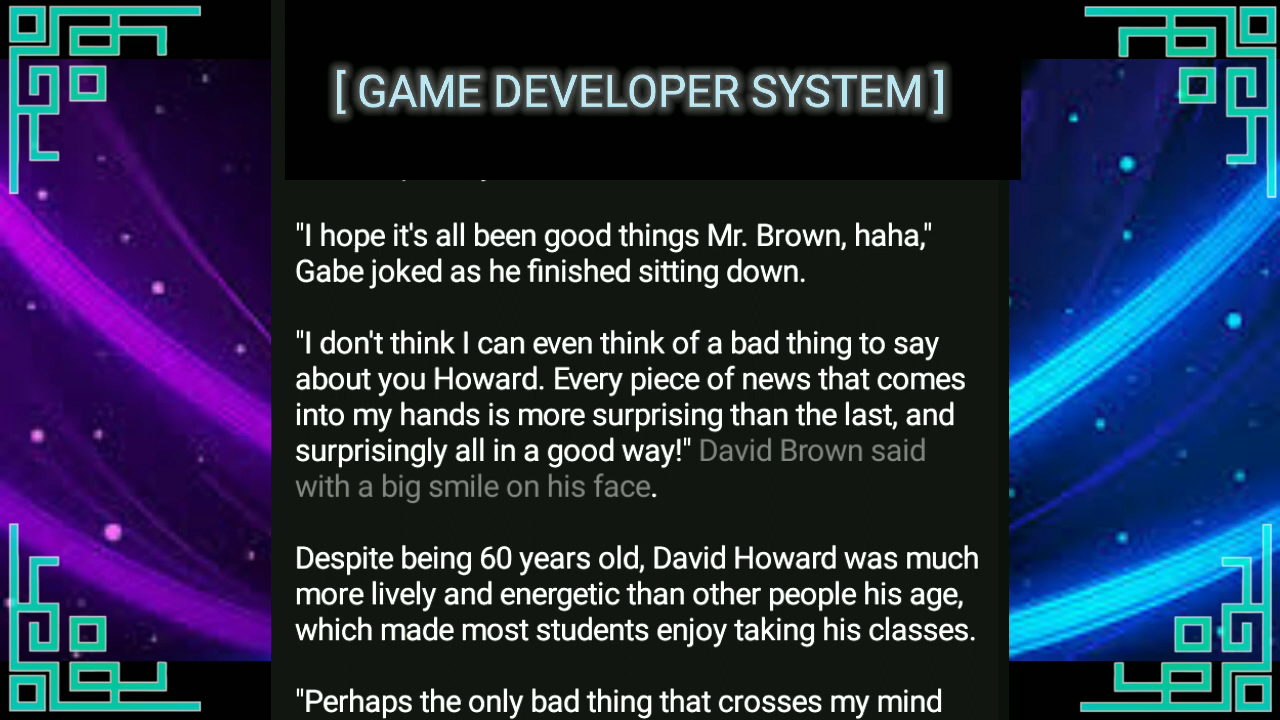 [ GAME DEVELOPER SYSTEM ]
"I hope it's all been good things Mr. Brown, haha,"
Gabe joked as he finished sitting down.
"I don't think I can even think of a bad thing to say
about you Howard. Every piece of news that comes
into my hands is more surprising than the last, and
surprisingly all in a good way!" David Brown said
with a big smile on his face.
Despite being 60 years old, David Howard was much
more lively and energetic than other people his age,
which made most students enjoy taking his classes.
"Perhaps the only bad thing that crosses my mind